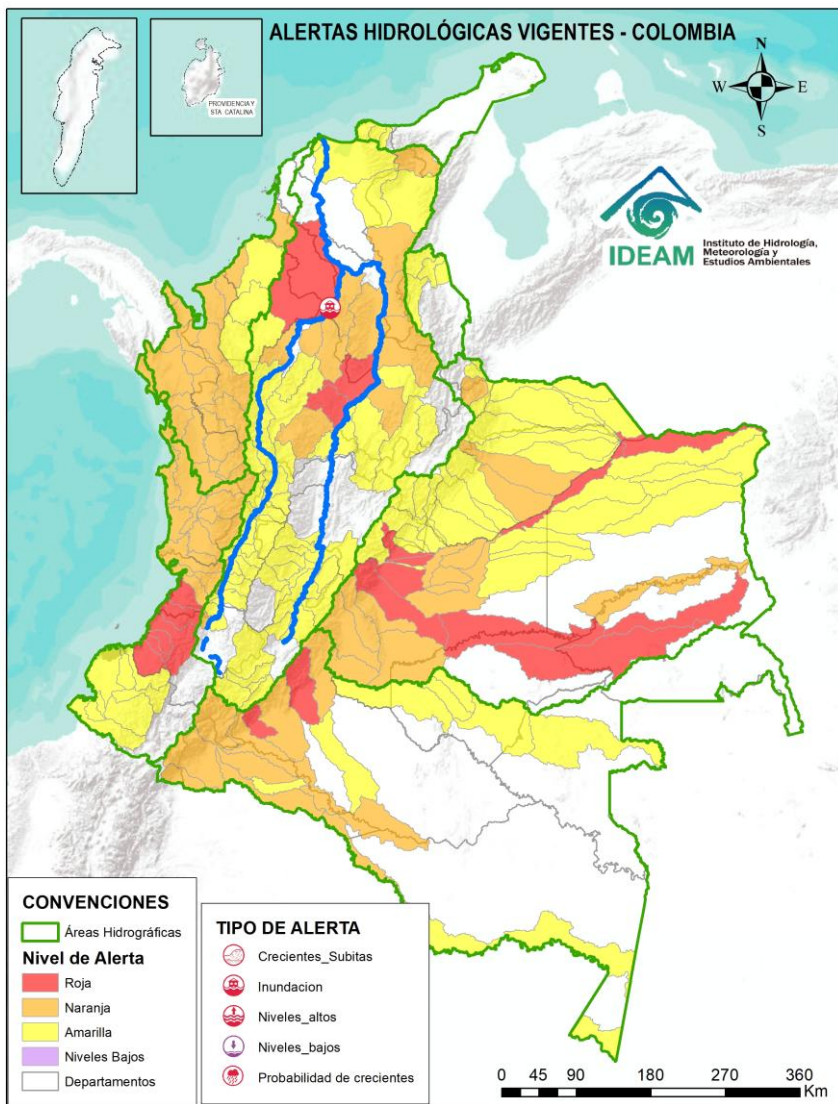 ALERTAS HIDROLÓGICAS VIGENTES - COLOMBIA
PROVIDENCIA Y
STA. CATALINA
N
W
E
S
IDEAM
Instituto de Hidrología,
Meteorología y
Estudios Ambientales
CONVENCIONES
Áreas Hidrográficas
Nivel de Alerta
Roja
Naranja
Amarilla
Niveles Bajos
Departamentos
TIPO DE ALERTA
Crecientes_Subitas
Inundacion
Niveles_altos
Niveles_bajos
Probabilidad de crecientes
0 45 90 180 270 360
Km